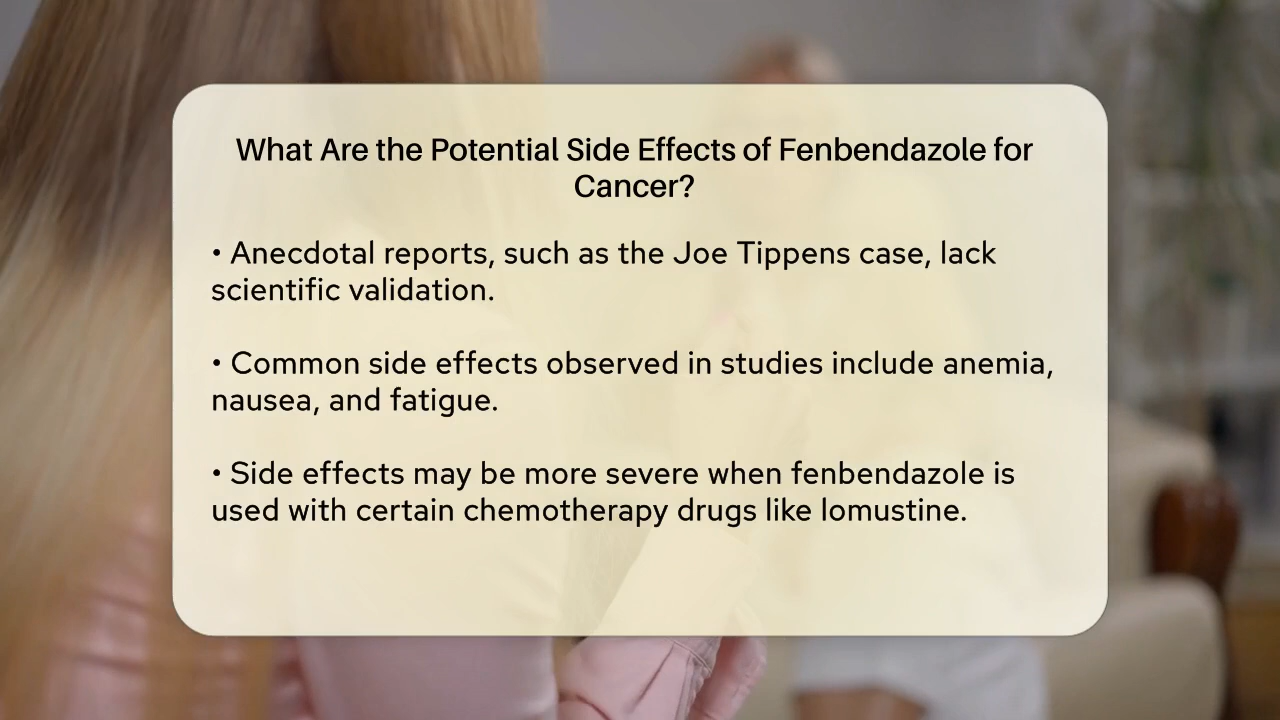 What Are the Potential Side Effects of Fenbendazole for
Cancer?
• Anecdotal reports, such as the Joe Tippens case, lack
scientific validation.
• Common side effects observed in studies include anemia,
nausea, and fatigue.
• Side effects may be more severe when fenbendazole is
used with certain chemotherapy drugs like lomustine.